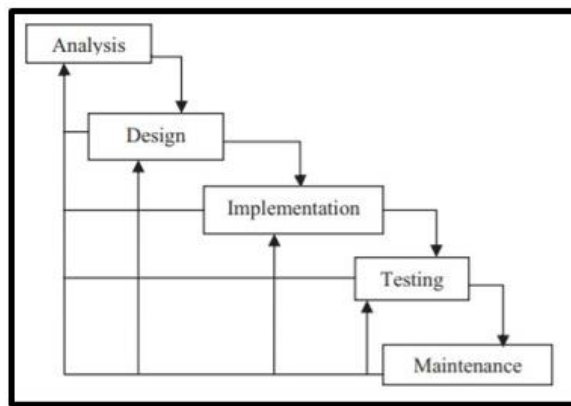 Analysis
Design
Implementation
Testing
Maintenance